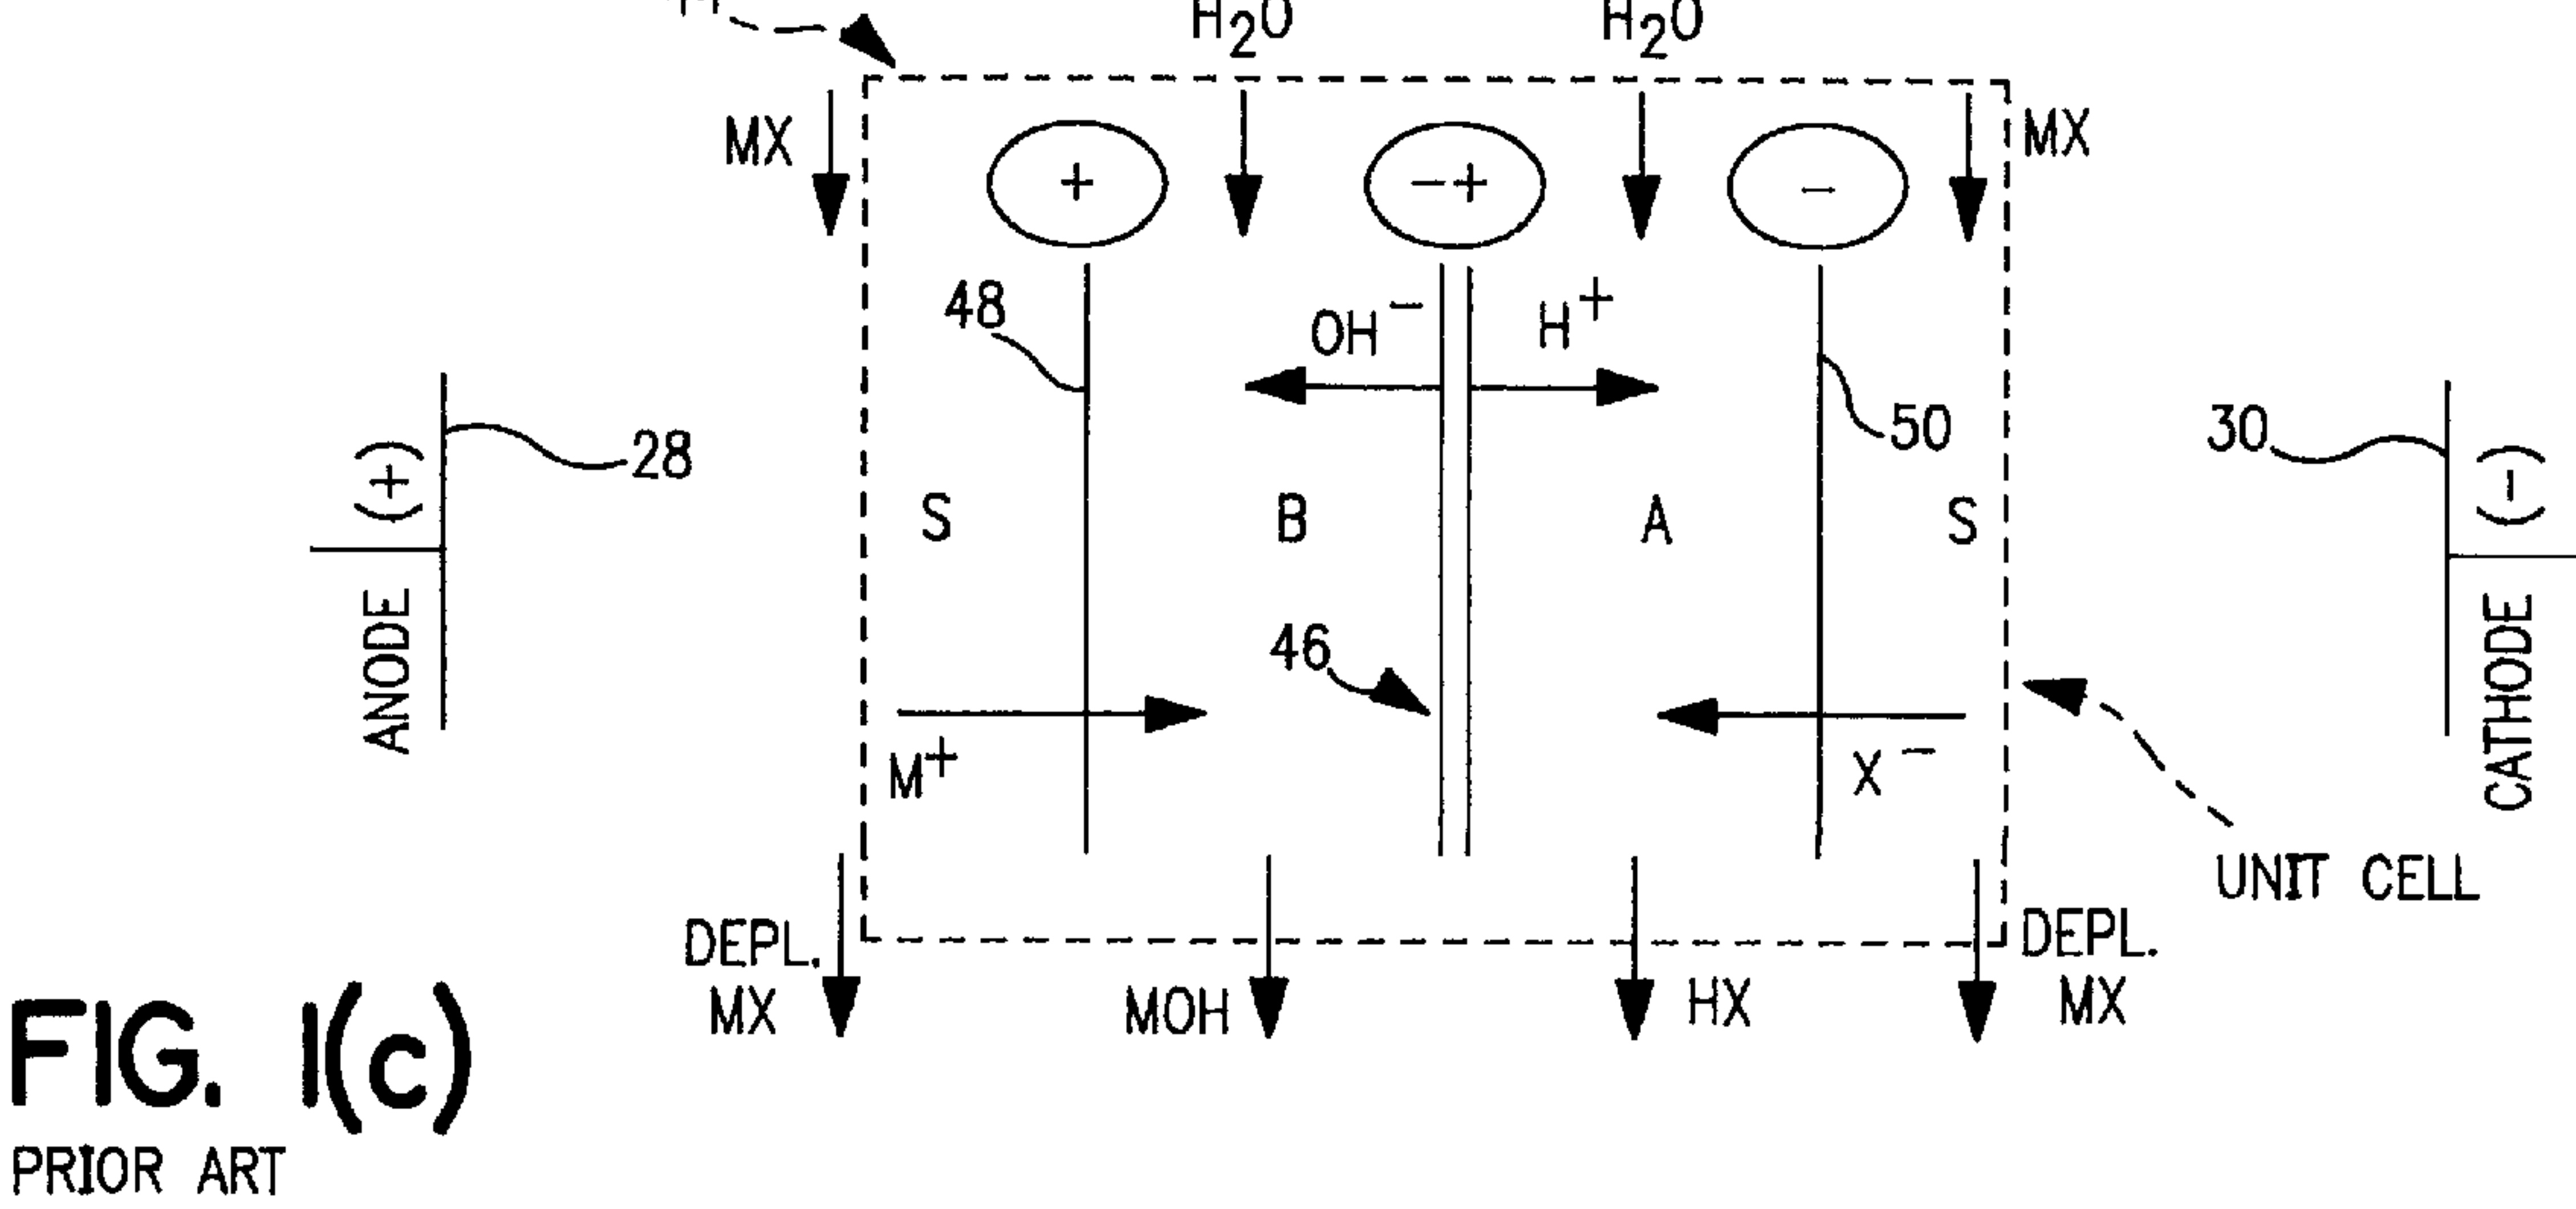 H2O H2O
MX MX
+ -+ -
48 OH- H+
28 50 30
ANODE (+) S B A S CATHODE (-)
46
M+ X-
UNIT CELL
DEPL. MX MOH HX DEPL. MX
FIG. 1(c)
PRIOR ART